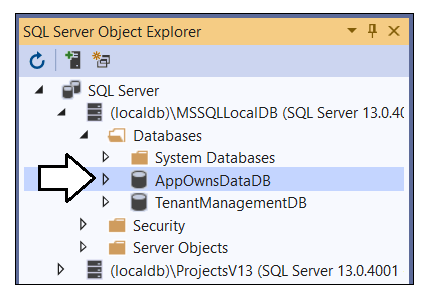 SQL Server Object Explorer
SQL Server
(localdb)\MSSQLLocalDB (SQL Server 13.0.40
Databases
System Databases
AppOwnsDataDB
TenantManagementDB
Security
Server Objects
(localdb)\ProjectsV13 (SQL Server 13.0.4001